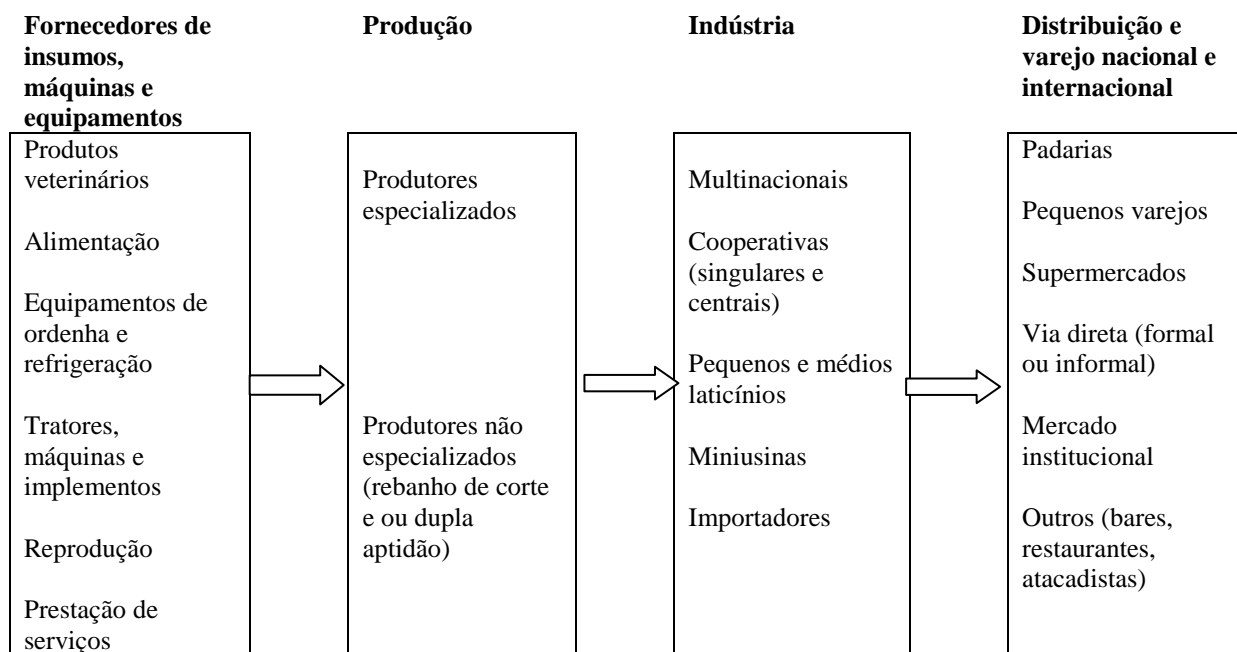 Fornecedores de
insumos,
máquinas e
equipamentos
Produção
Indústria
Distribuição e
varejo nacional e
internacional
Produtos
veterinários
Alimentação
Equipamentos de
ordenha e
refrigeração
Tratores,
máquinas e
implementos
Reprodução
Prestação de
serviços
Produtores
especializados
Produtores não
especializados
(rebanho de corte
e ou dupla
aptidão)
Multinacionais
Cooperativas
(singulares e
centrais)
Pequenos e médios
laticínios
Miniusinas
Importadores
Padarias
Pequenos varejos
Supermercados
Via direta (formal
ou informal)
Mercado
institucional
Outros (bares,
restaurantes,
atacadistas)